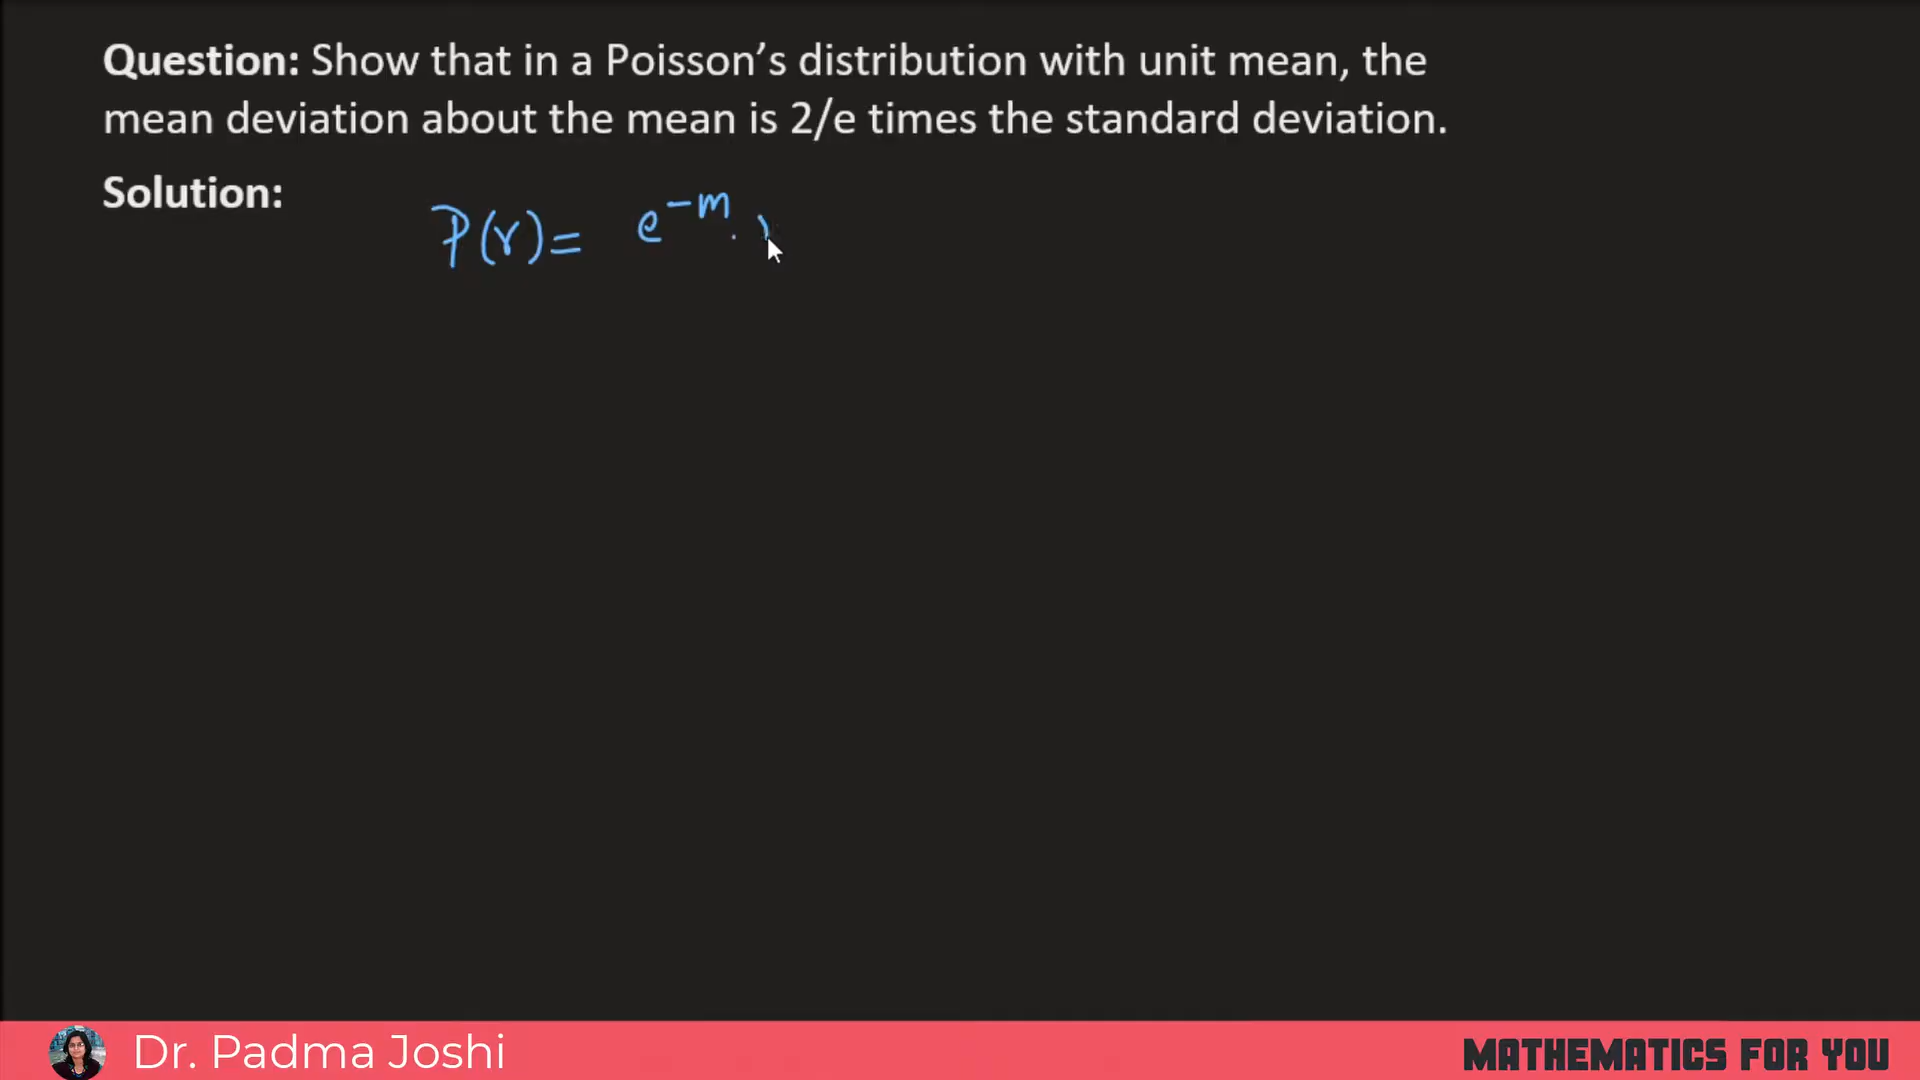 Question: Show that in a Poisson’s distribution with unit mean, the
mean deviation about the mean is 2/e times the standard deviation.
Solution:
P(r) = e^{-m} .
Dr. Padma Joshi
MATHEMATICS FOR YOU